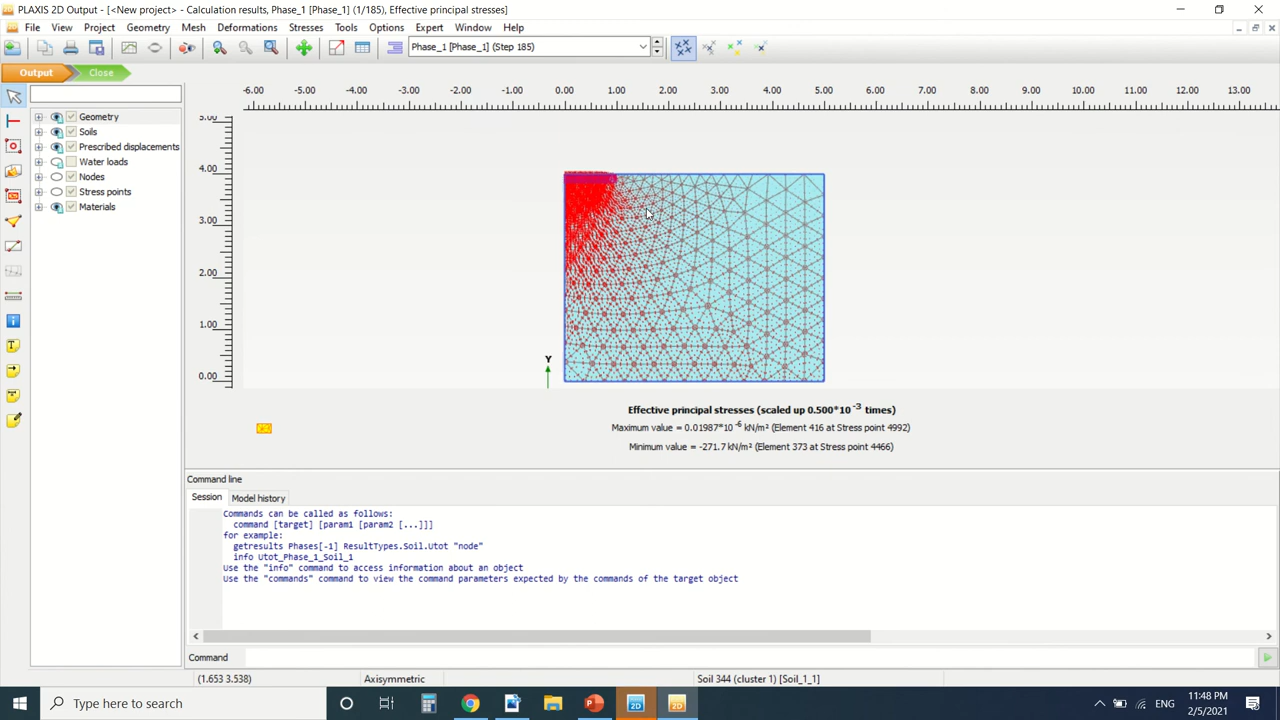 PLAXIS 2D Output - [<New project> - Calculation results, Phase_1 [Phase_1] (1/185), Effective principal stresses]
File View Project Geometry Mesh Deformations Stresses Tools Options Expert Window Help
Phase_1 [Phase_1] (Step 185)
Output Close
-6.00 -5.00 -4.00 -3.00 -2.00 -1.00 0.00 1.00 2.00 3.00 4.00 5.00 6.00 7.00 8.00 9.00 10.00 11.00 12.00 13.00
Geometry
Soils
Prescribed displacements
Water loads
Nodes
Stress points
Materials
5.00
4.00
3.00
2.00
1.00
0.00
Y
Effective principal stresses (scaled up 0.500*10 -3 times)
Maximum value = 0.01987*10 -6 kN/m² (Element 416 at Stress point 4992)
Minimum value = -271.7 kN/m² (Element 373 at Stress point 4466)
Command line
Session Model history
Commands can be called as follows:
command [target] [param1 [param2 [...]]]
for example:
getresults Phases[-1] ResultTypes.Soil.Utot "node"
info Utot_Phase_1_Soil_1
Use the "info" command to access information about an object
Use the "commands" command to view the command parameters expected by the commands of the target object
Command
(1.653 3.538) Axisymmetric Soil 344 (cluster 1) [Soil_1_1]
Type here to search
2D 2D
ENG
11:48 PM
2/5/2021